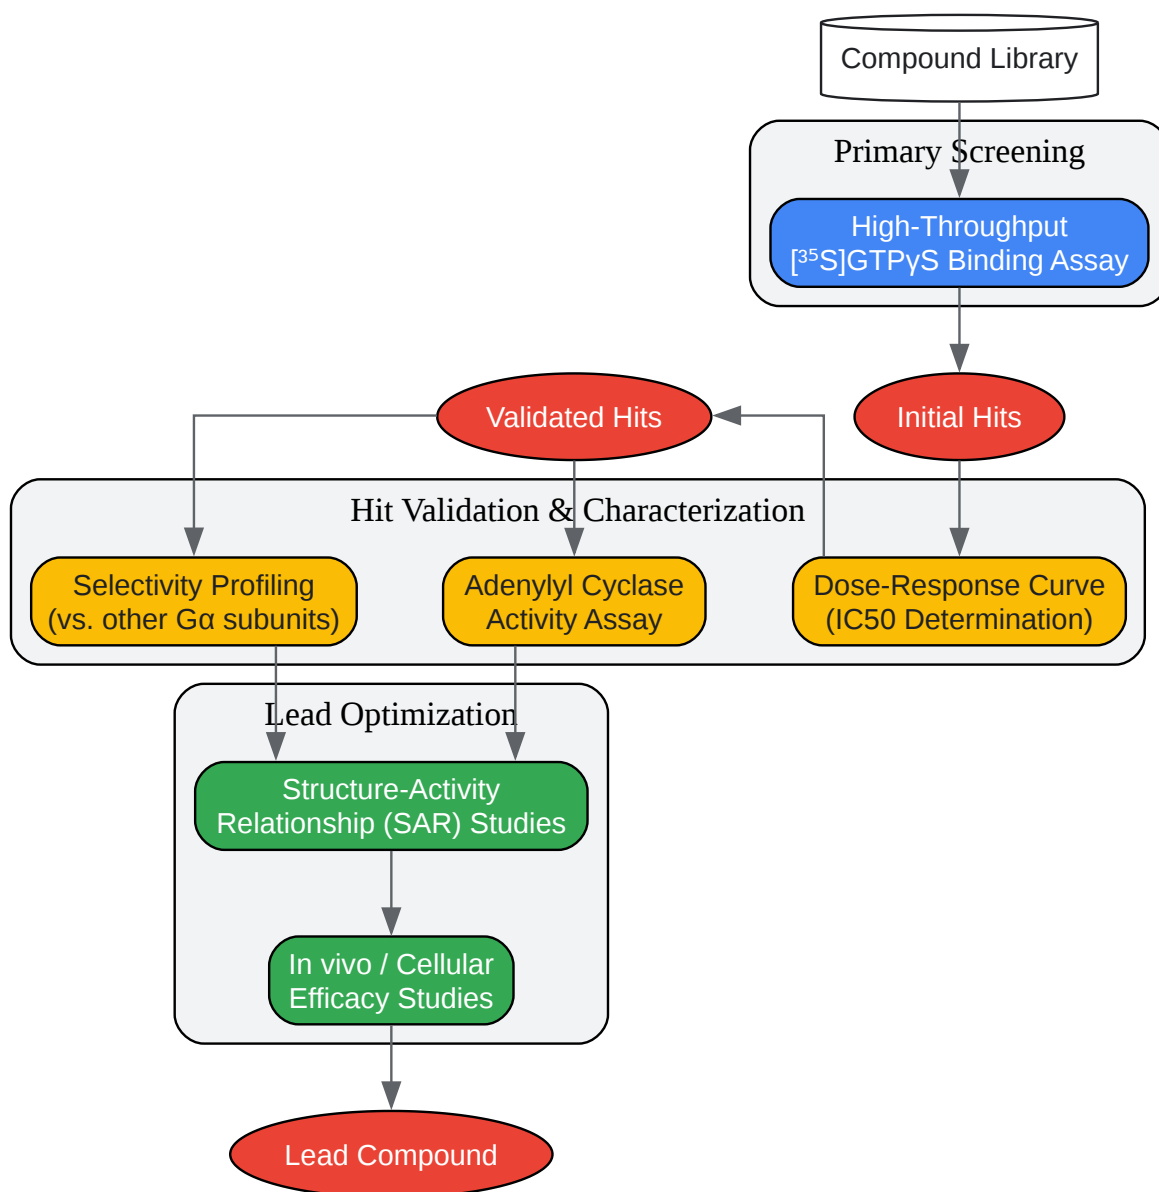 Compound Library
Primary Screening
High-Throughput
[³⁵S]GTPγS Binding Assay
Validated Hits
Initial Hits
Hit Validation & Characterization
Selectivity Profiling
(vs. other Gα subunits)
Adenylyl Cyclase
Activity Assay
Dose-Response Curve
(IC50 Determination)
Lead Optimization
Structure-Activity
Relationship (SAR) Studies
In vivo / Cellular
Efficacy Studies
Lead Compound